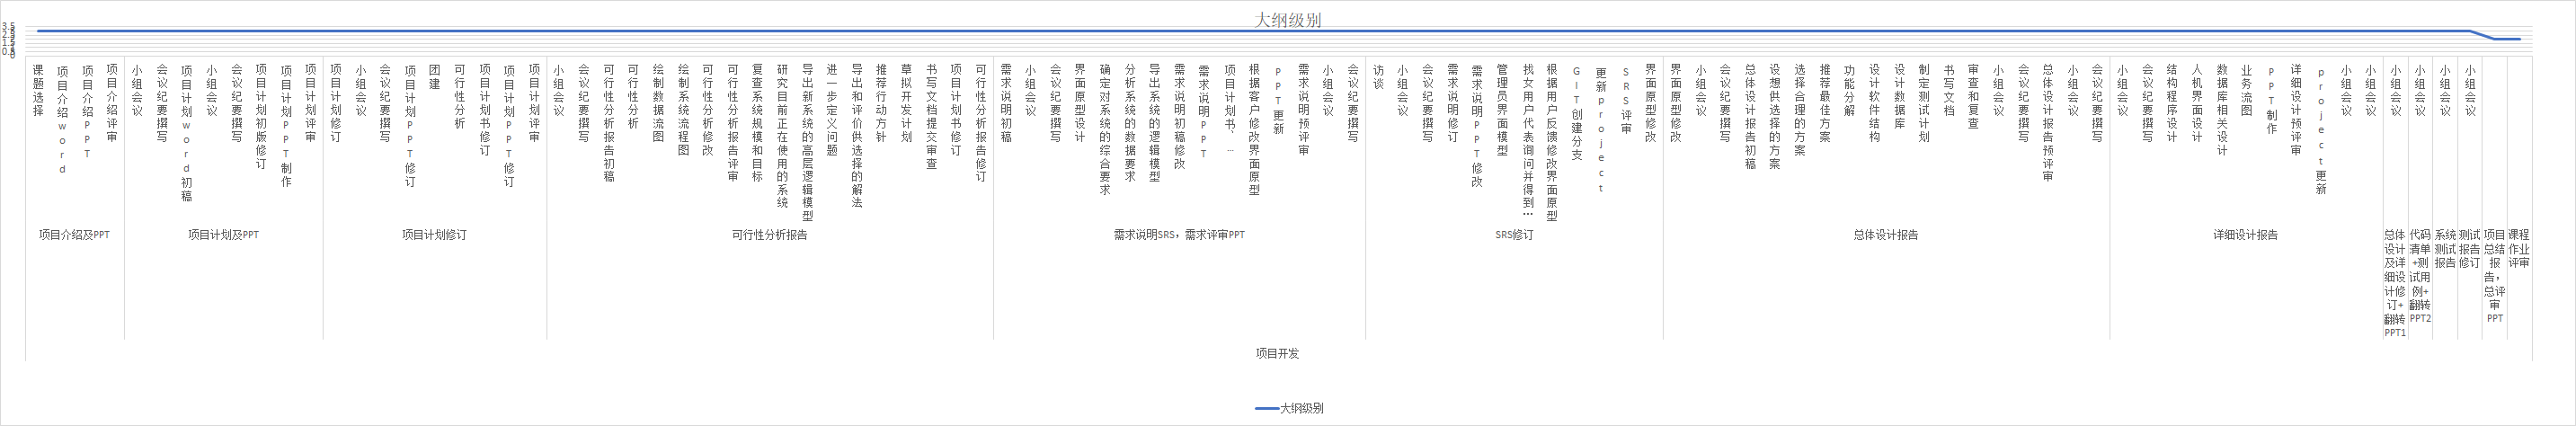 大纲级别
3.5
3
2.5
2
1.5
1
0.5
0
课题选择
项目介绍word
项目介绍PPT
项目介绍评审
小组会议
会议纪要撰写
项目计划word初稿
小组会议
会议纪要撰写
项目计划初版修订
项目计划PPT制作
项目计划评审
项目计划修订
小组会议
会议纪要撰写
项目计划PPT修订
团建
可行性分析
项目计划书修订
项目计划PPT修订
项目计划评审
小组会议
会议纪要撰写
可行性分析报告初稿
可行性分析
绘制数据流图
绘制系统流程图
可行性分析修改
可行性分析报告评审
复查系统规模和目标
研究目前正在使用的系统
导出新系统的高层逻辑模型
进一步定义问题
导出和评价供选择的解法
推荐行动方针
草拟开发计划
书写文档提交审查
项目计划书修订
可行性分析报告修订
需求说明初稿
小组会议
会议纪要撰写
界面原型设计
确定对系统的综合要求
分析系统的数据要求
导出系统的逻辑模型
需求说明初稿修改
需求说明PPT
项目计划书、…
根据客户修改界面原型
PPT更新
需求说明预评审
小组会议
会议纪要撰写
访谈
小组会议
会议纪要撰写
需求说明修订
需求说明PPT修改
管理员界面模型
找女用户代表询问并得到…
根据用户反馈修改界面原型
GIT创建分支
更新project
SRS评审
界面原型修改
界面原型修改
小组会议
会议纪要撰写
总体设计报告初稿
设想供选择的方案
选择合理的方案
推荐最佳方案
功能分解
设计软件结构
设计数据库
制定测试计划
书写文档
审查和复查
小组会议
会议纪要撰写
总体设计报告预评审
小组会议
会议纪要撰写
小组会议
会议纪要撰写
结构程序设计
人机界面设计
数据库相关设计
业务流图
PPT制作
详细设计预评审
project更新
小组会议
小组会议
小组会议
小组会议
小组会议
小组会议
项目介绍及PPT
项目计划及PPT
项目计划修订
可行性分析报告
需求说明SRS，需求评审PPT
SRS修订
总体设计报告
详细设计报告
总体
设计
及详
细设
计修
订+
翻转
PPT1
代码
清单
+测
试用
例+
翻转
PPT2
系统
测试
报告
测试
报告
修订
项目
总结
报
告，
总评
审
PPT
课程
作业
评审
项目开发
大纲级别